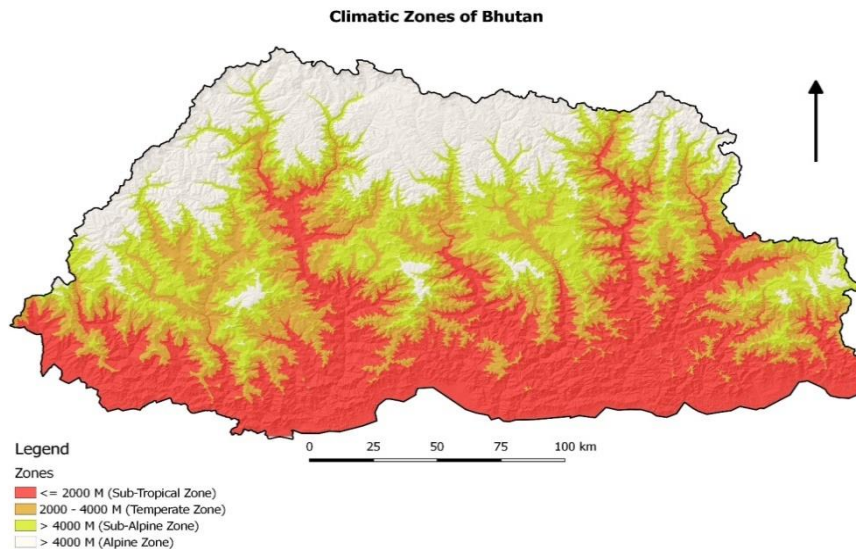 Climatic Zones of Bhutan
Legend
0 25 50 75 100 km
Zones
<= 2000 M (Sub-Tropical Zone)
2000 - 4000 M (Temperate Zone)
> 4000 M (Sub-Alpine Zone)
> 4000 M (Alpine Zone)